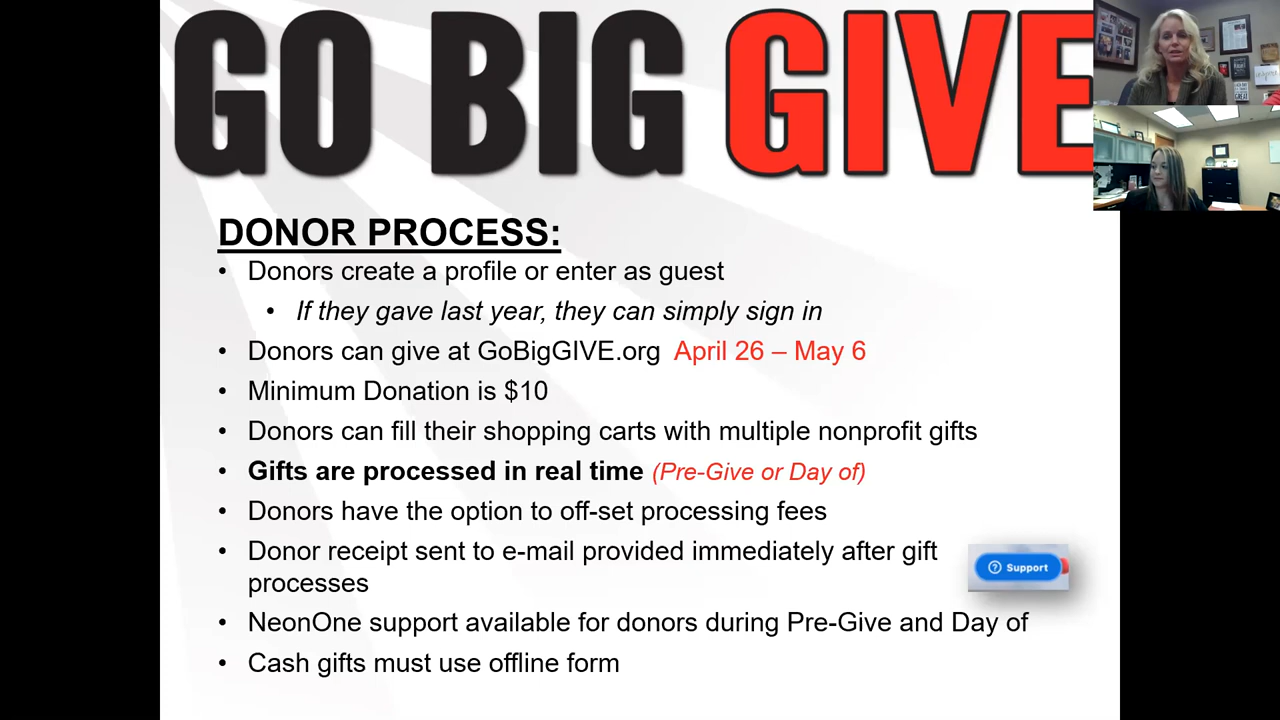 GO BIG GIVE
DONOR PROCESS:
• Donors create a profile or enter as guest
• If they gave last year, they can simply sign in
• Donors can give at GoBigGIVE.org April 26 – May 6
• Minimum Donation is $10
• Donors can fill their shopping carts with multiple nonprofit gifts
• Gifts are processed in real time (Pre-Give or Day of)
• Donors have the option to off-set processing fees
• Donor receipt sent to e-mail provided immediately after gift
processes
? Support
• NeonOne support available for donors during Pre-Give and Day of
• Cash gifts must use offline form